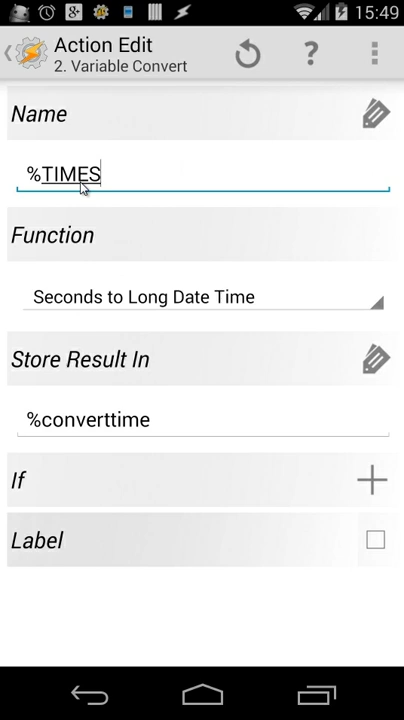 15:49
Action Edit
2. Variable Convert
Name
%TIMES
Function
Seconds to Long Date Time
Store Result In
%converttime
If
Label